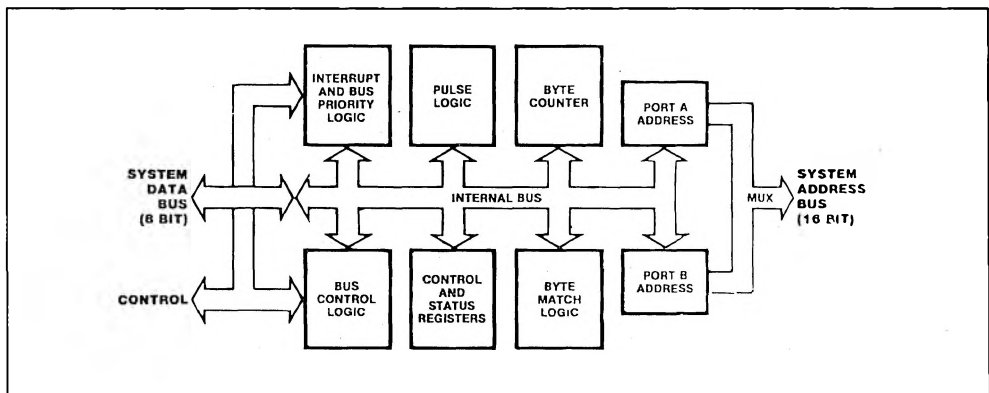 INTERRUPT
AND BUS
PRIORITY
LOGIC
PULSE
LOGIC
BYTE
COUNTER
PORT A
ADDRESS
SYSTEM
DATA
BUS
(8 BIT)
INTERNAL BUS
MUX
SYSTEM
ADDRESS
BUS
(16 BIT)
CONTROL
BUS
CONTROL
LOGIC
CONTROL
AND
STATUS
REGISTERS
BYTE
MATCH
LOGIC
PORT B
ADDRESS